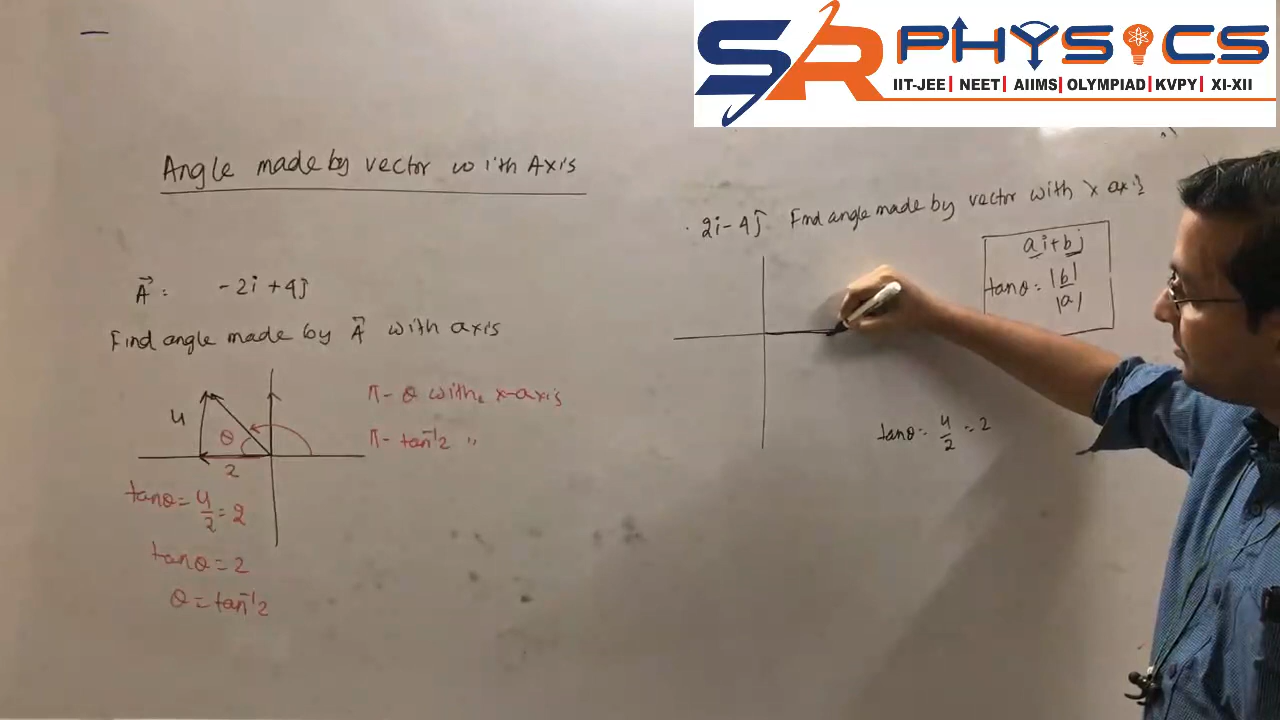 SR PHYSICS
IIT-JEE | NEET | AIIMS | OLYMPIAD | KVPY | XI-XII
Angle made by vector with Axis
A⃗ : -2i + 4j
Find angle made by A⃗ with axis
4
θ
2
π - θ with x-axis
π - tan⁻¹2 "
tanθ = 4/2 = 2
tanθ = 2
θ = tan⁻¹2
2i - 4j Find angle made by vector with x axis
ai + bj
tanθ = |b|/|a|
tanθ = 4/2 = 2